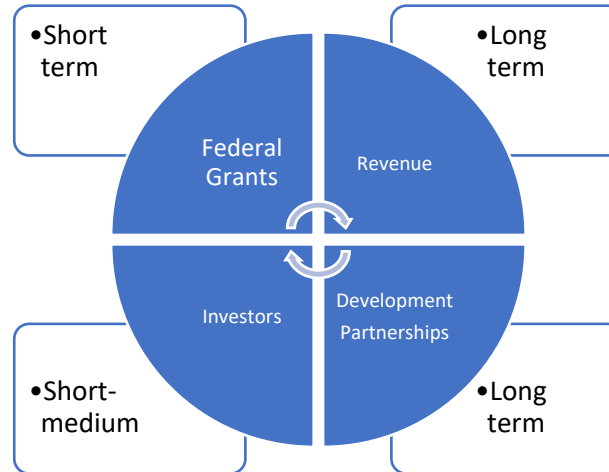 •Short
term
•Long
term
Federal
Grants
Revenue
Investors
Development
Partnerships
•Short-
medium
•Long
term